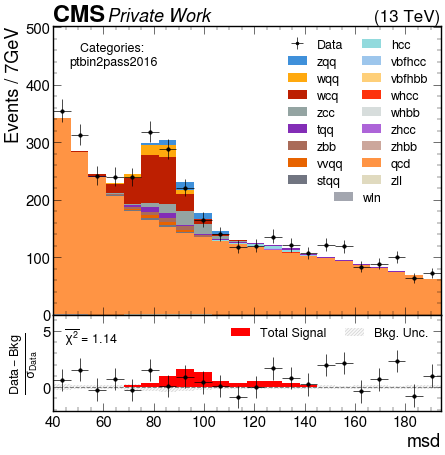 CMS Private Work (13 TeV)
Events / 7GeV
500
400
300
200
100
0
Categories:
ptbin2pass2016
Data
zqq
wqq
wcq
zcc
tqq
zbb
vvqq
stqq
hcc
vbfhcc
vbfhbb
whcc
whbb
zhcc
zhbb
qcd
zll
wln
Data−Bkg
σData
5
0
χ² = 1.14
Total Signal
Bkg. Unc.
40 60 80 100 120 140 160 180
msd